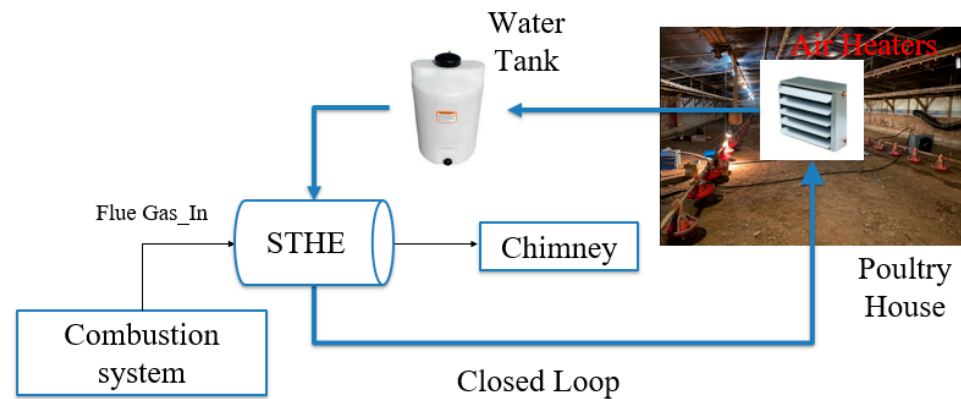 Water
Tank
Air Heaters
Flue Gas_In
STHE
Chimney
Poultry
House
Combustion
system
Closed Loop